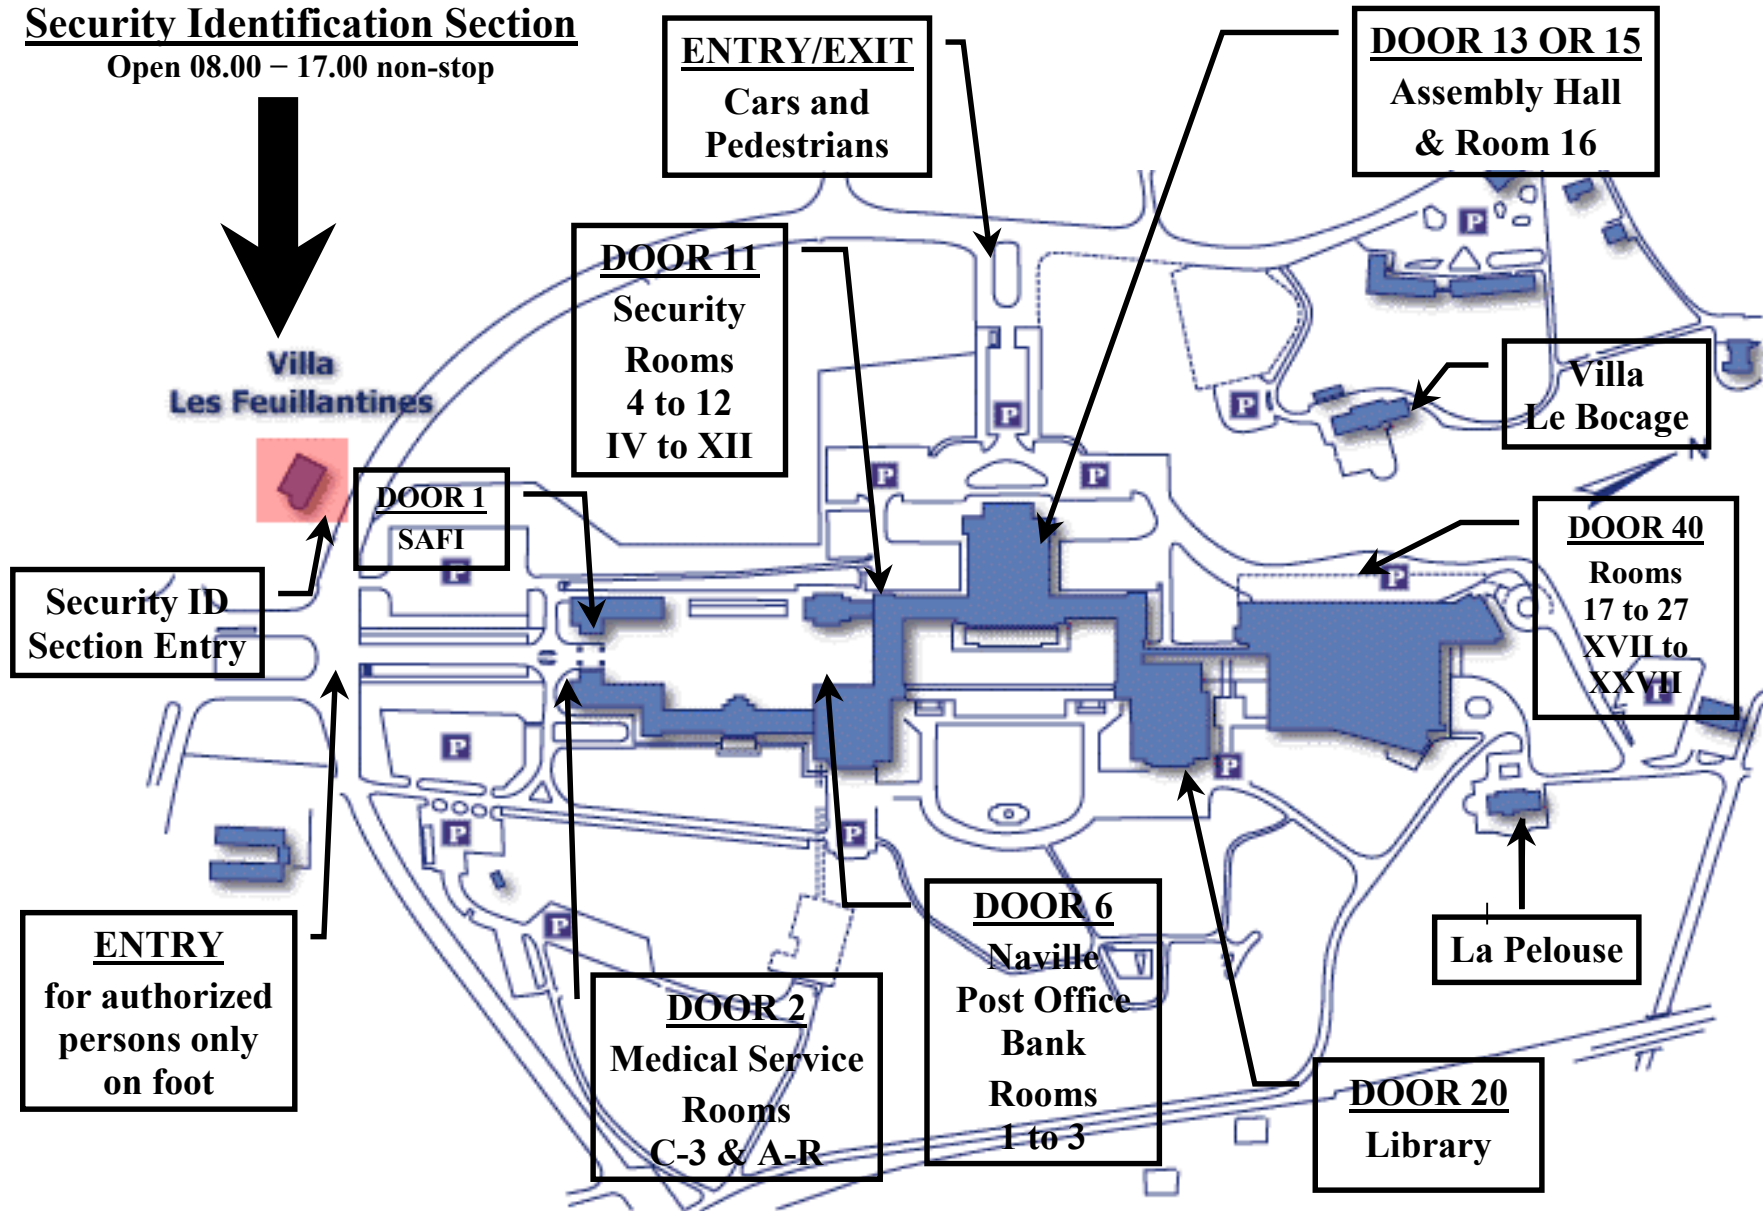 Security Identification Section
Open 08.00 – 17.00 non-stop
ENTRY/EXIT
Cars and
Pedestrians
DOOR 13 OR 15
Assembly Hall
& Room 16
DOOR 11
Security
Rooms
4 to 12
IV to XII
Villa
Les Feuillantines
Villa
Le Bocage
N
DOOR 1
SAFI
DOOR 40
Rooms
17 to 27
XVII to
XXVII
Security ID
Section Entry
P
P
P
P
P
P
P
P
P
P
P
P
P
P
ENTRY
for authorized
persons only
on foot
DOOR 2
Medical Service
Rooms
C-3 & A-R
DOOR 6
Naville
Post Office
Bank
Rooms
1 to 3
La Pelouse
DOOR 20
Library